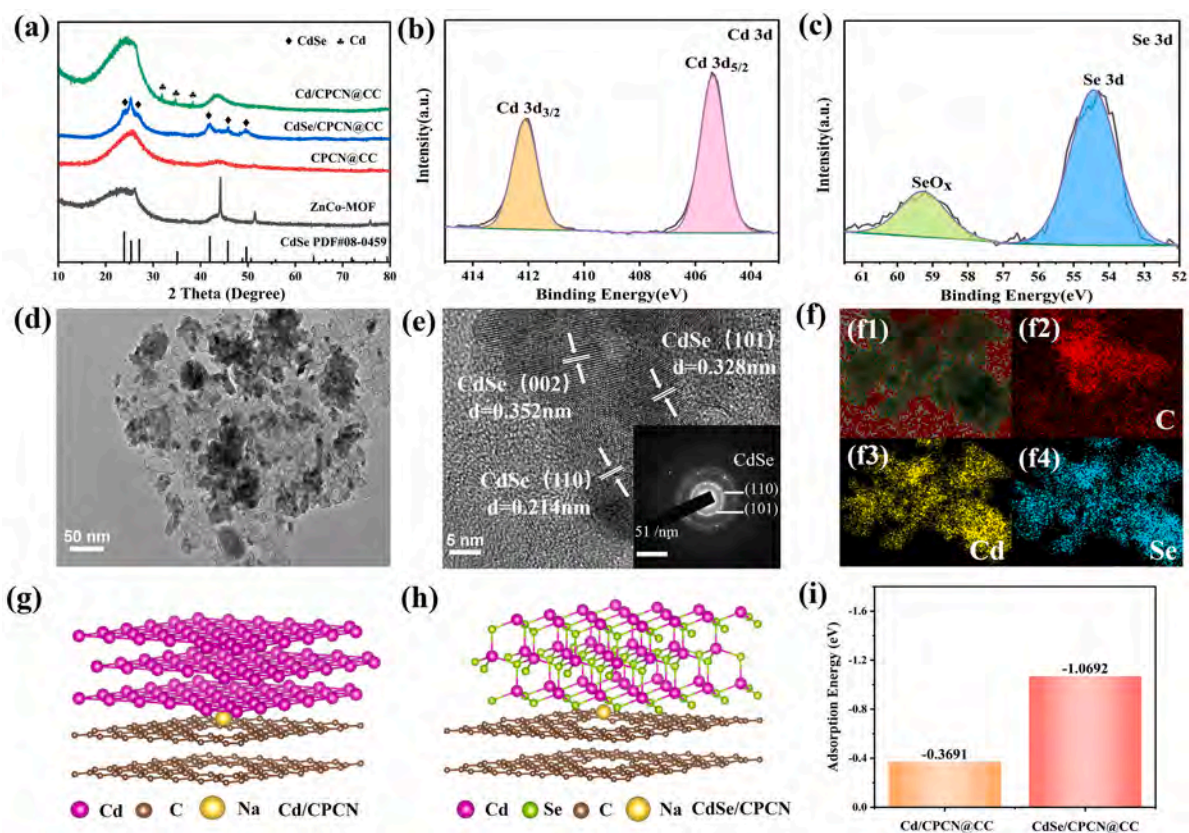 (a)
♦ CdSe ♣ Cd
Cd/CPCN@CC
CdSe/CPCN@CC
CPCN@CC
ZnCo-MOF
CdSe PDF#08-0459
10 20 30 40 50 60 70 80
2 Theta (Degree)
Intensity(a.u.)
(b)
Cd 3d
Cd 3d5/2
Cd 3d3/2
Intensity(a.u.)
414 412 410 408 406 404
Binding Energy(eV)
(c)
Se 3d
Se 3d
SeOx
Intensity(a.u.)
61 60 59 58 57 56 55 54 53 52
Binding Energy(eV)
(d)
50 nm
(e)
CdSe (101)
d=0.328nm
CdSe (002)
d=0.352nm
CdSe (110)
d=0.214nm
CdSe
(110)
(101)
51 /nm
5 nm
(f)
(f1)
(f2)
C
(f3)
Cd
(f4)
Se
(g)
Cd C Na Cd/CPCN
(h)
Cd Se C Na CdSe/CPCN
(i)
Adsorption Energy (eV)
-1.6
-1.2
-0.8
-0.4
0.0
-0.3691
-1.0692
Cd/CPCN@CC CdSe/CPCN@CC